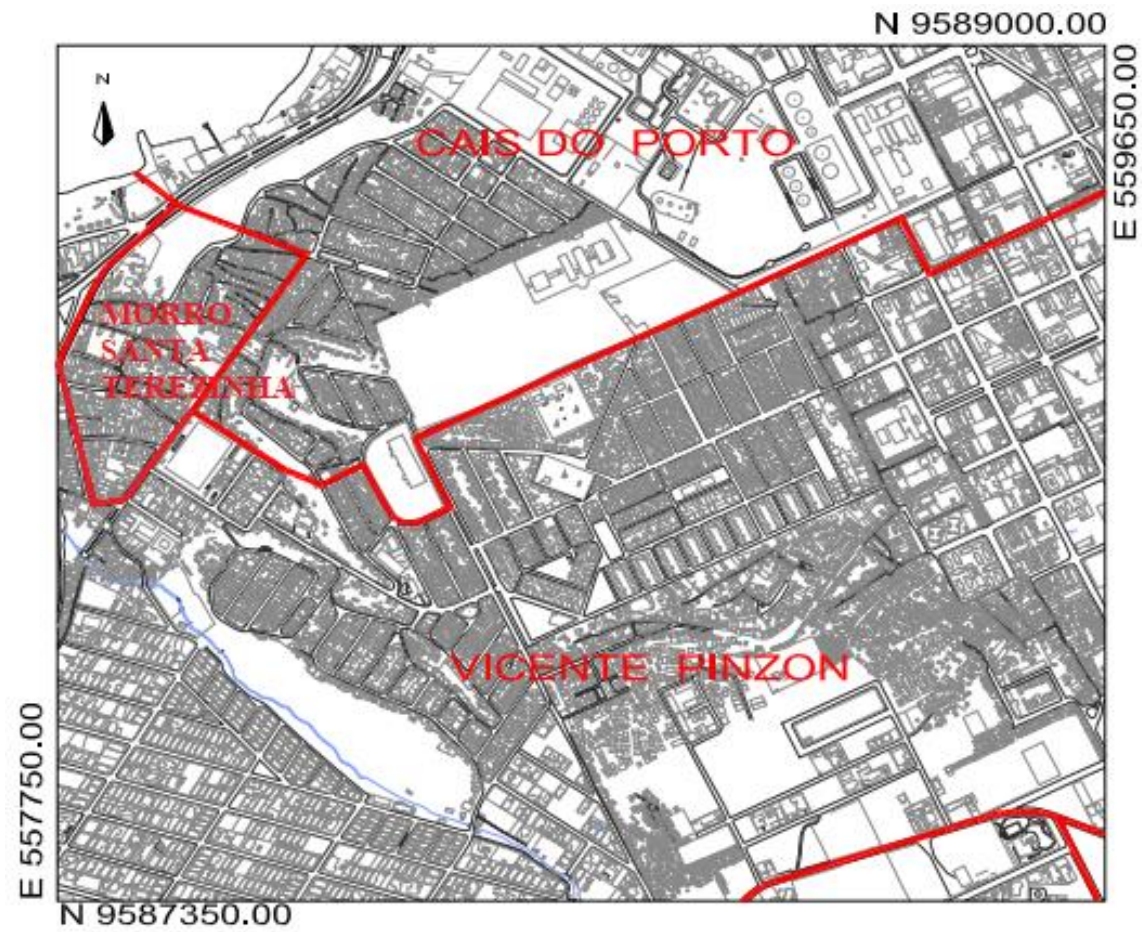 N 9589000.00
E 559650.00
N
CAIS DO PORTO
MORRO
SANTA
TEREZINHA
VICENTE PINZON
E 557750.00
N 9587350.00